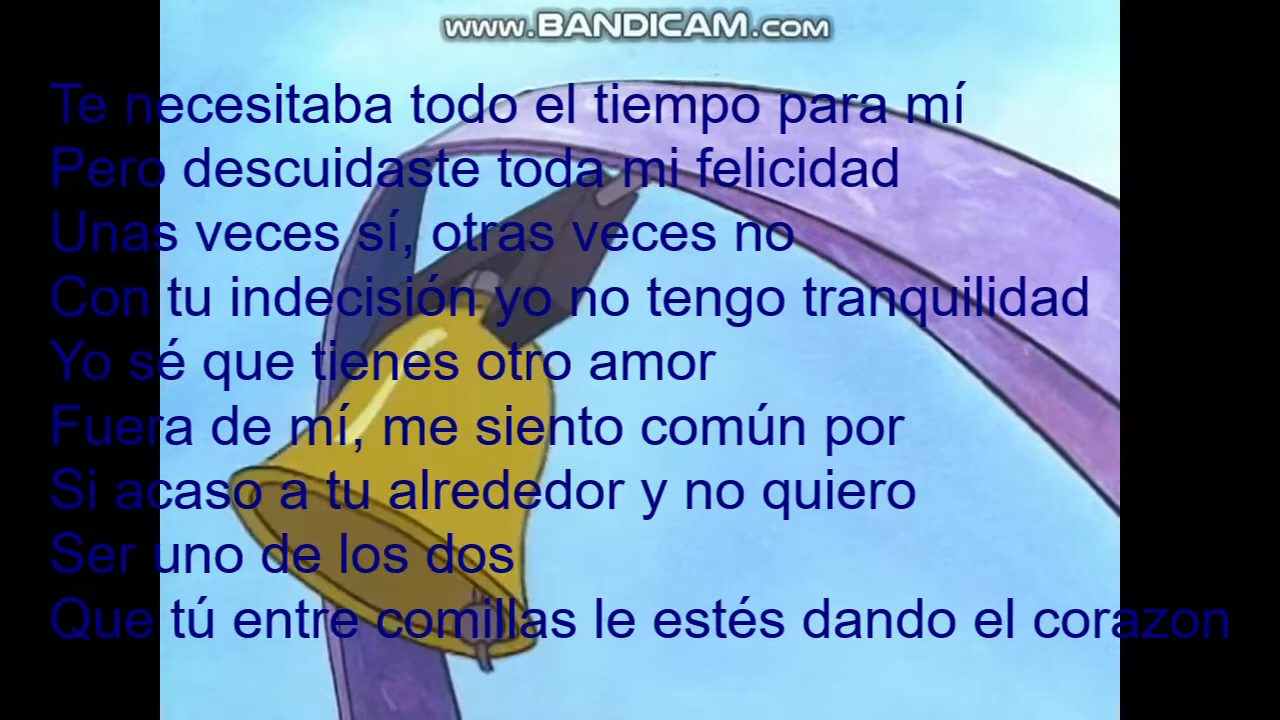 www.BANDICAM.com
Te necesitaba todo el tiempo para mí
Pero descuidaste toda mi felicidad
Unas veces sí, otras veces no
Con tu indecisión yo no tengo tranquilidad
Yo sé que tienes otro amor
Fuera de mí, me siento común por
Si acaso a tu alrededor y no quiero
Ser uno de los dos
Que tú entre comillas le estés dando el corazon